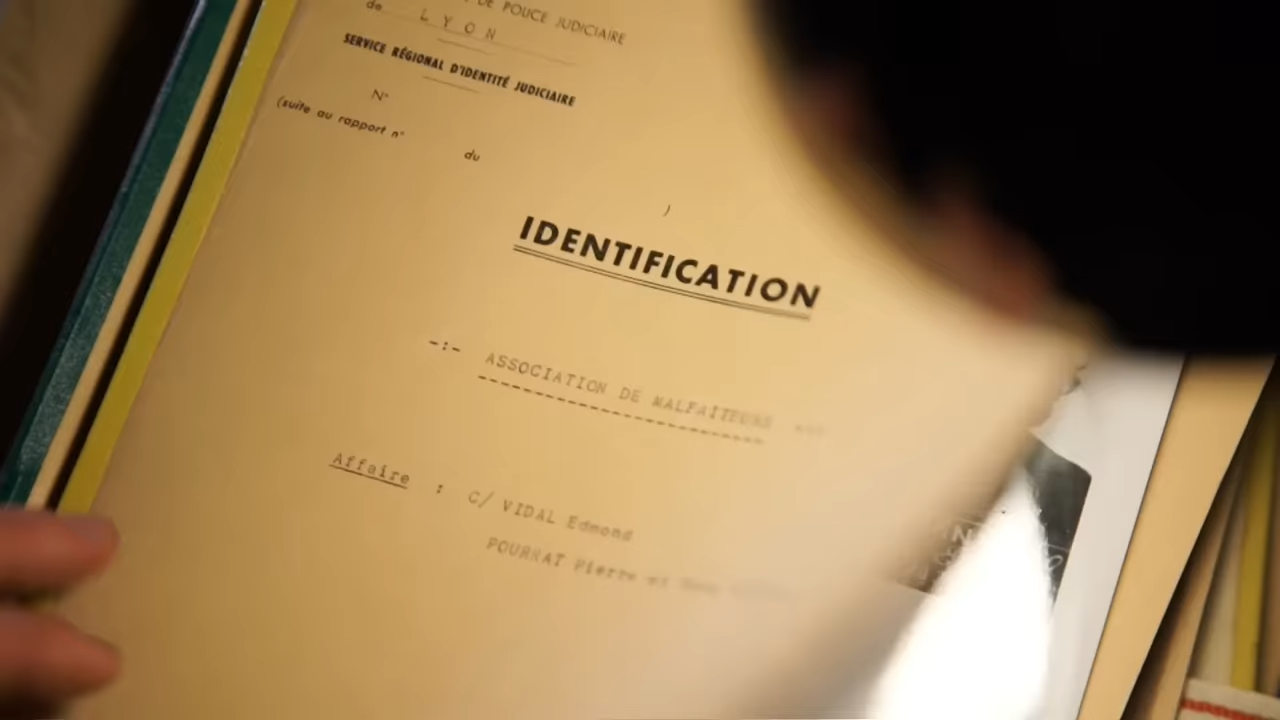 DE POLICE JUDICIAIRE
de LYON
SERVICE RÉGIONAL D'IDENTITÉ JUDICIAIRE
N°
(suite au rapport n°
du
)
IDENTIFICATION
-:- ASSOCIATION DE MALFAITEURS
Affaire : C/ VIDAL Edmond
POURRAT Pierre et